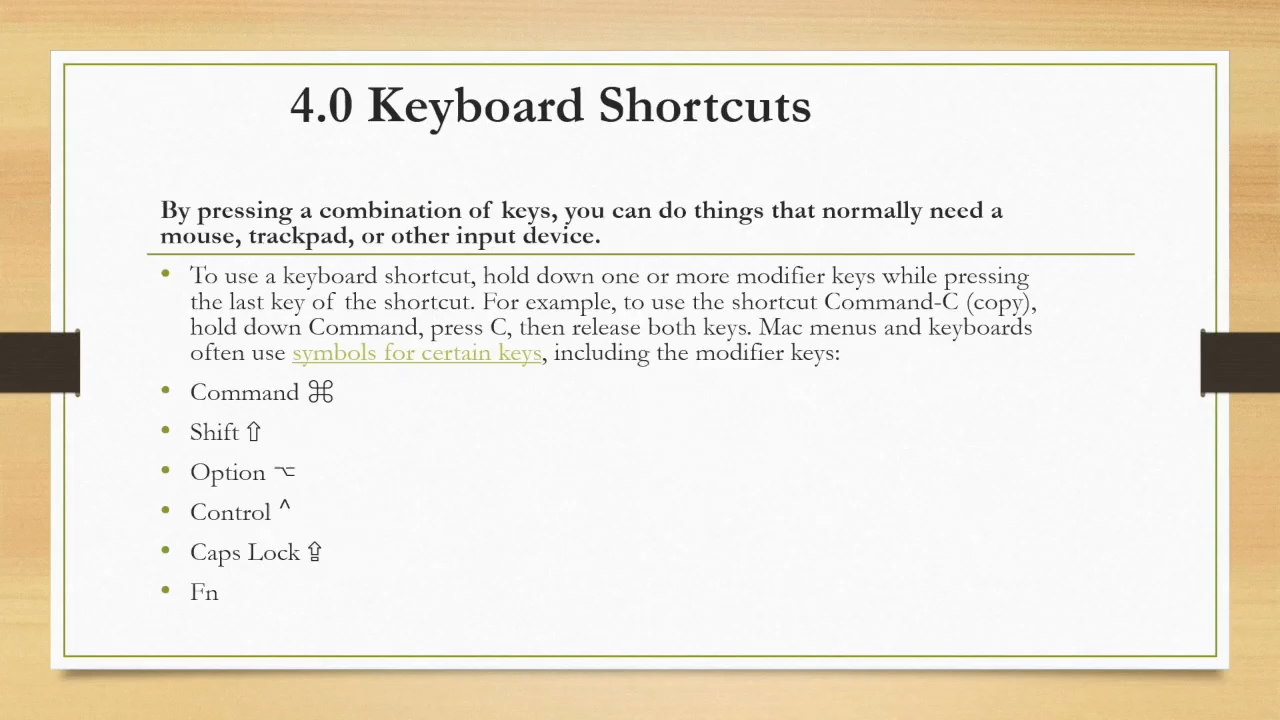 4.0 Keyboard Shortcuts
By pressing a combination of keys, you can do things that normally need a
mouse, trackpad, or other input device.
• To use a keyboard shortcut, hold down one or more modifier keys while pressing
the last key of the shortcut. For example, to use the shortcut Command-C (copy),
hold down Command, press C, then release both keys. Mac menus and keyboards
often use symbols for certain keys, including the modifier keys:
• Command ⌘
• Shift ⇧
• Option ⌥
• Control ^
• Caps Lock ⇪
• Fn